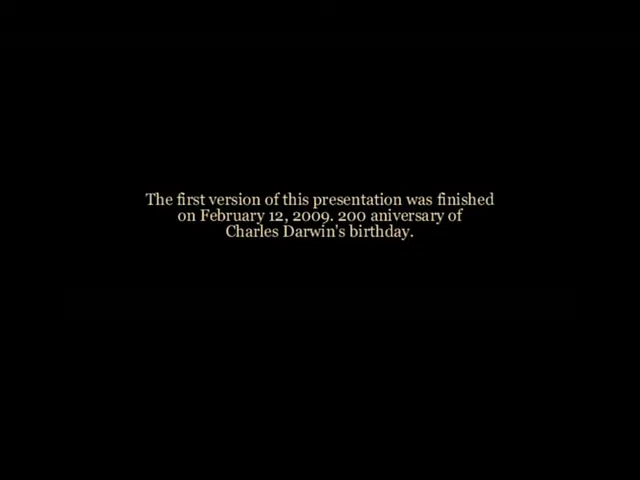 The first version of this presentation was finished
on February 12, 2009. 200 aniversary of
Charles Darwin's birthday.